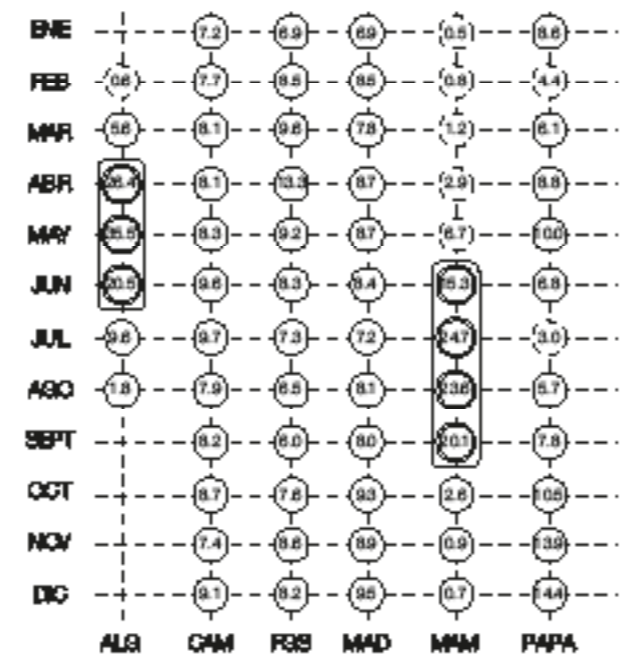 ENE 7.2 6.9 6.9 0.5 8.6
FEB 0.6 7.7 8.5 8.5 0.8 4.4
MAR 5.6 8.1 9.6 7.8 1.2 6.1
ABR 26.4 8.1 13.3 8.7 2.9 8.8
MAY 35.5 8.3 9.2 8.7 6.7 10.0
JUN 20.5 9.6 8.3 8.4 15.3 6.8
JUL 9.6 9.7 7.3 7.2 24.7 3.0
AGO 1.8 7.9 6.5 8.1 23.6 5.7
SEPT 8.2 6.0 8.0 20.1 7.8
OCT 8.7 7.6 9.3 2.6 10.5
NOV 7.4 8.6 8.9 0.9 13.9
DIC 9.1 8.2 9.5 0.7 14.4
CAM MAD MAM PAPA